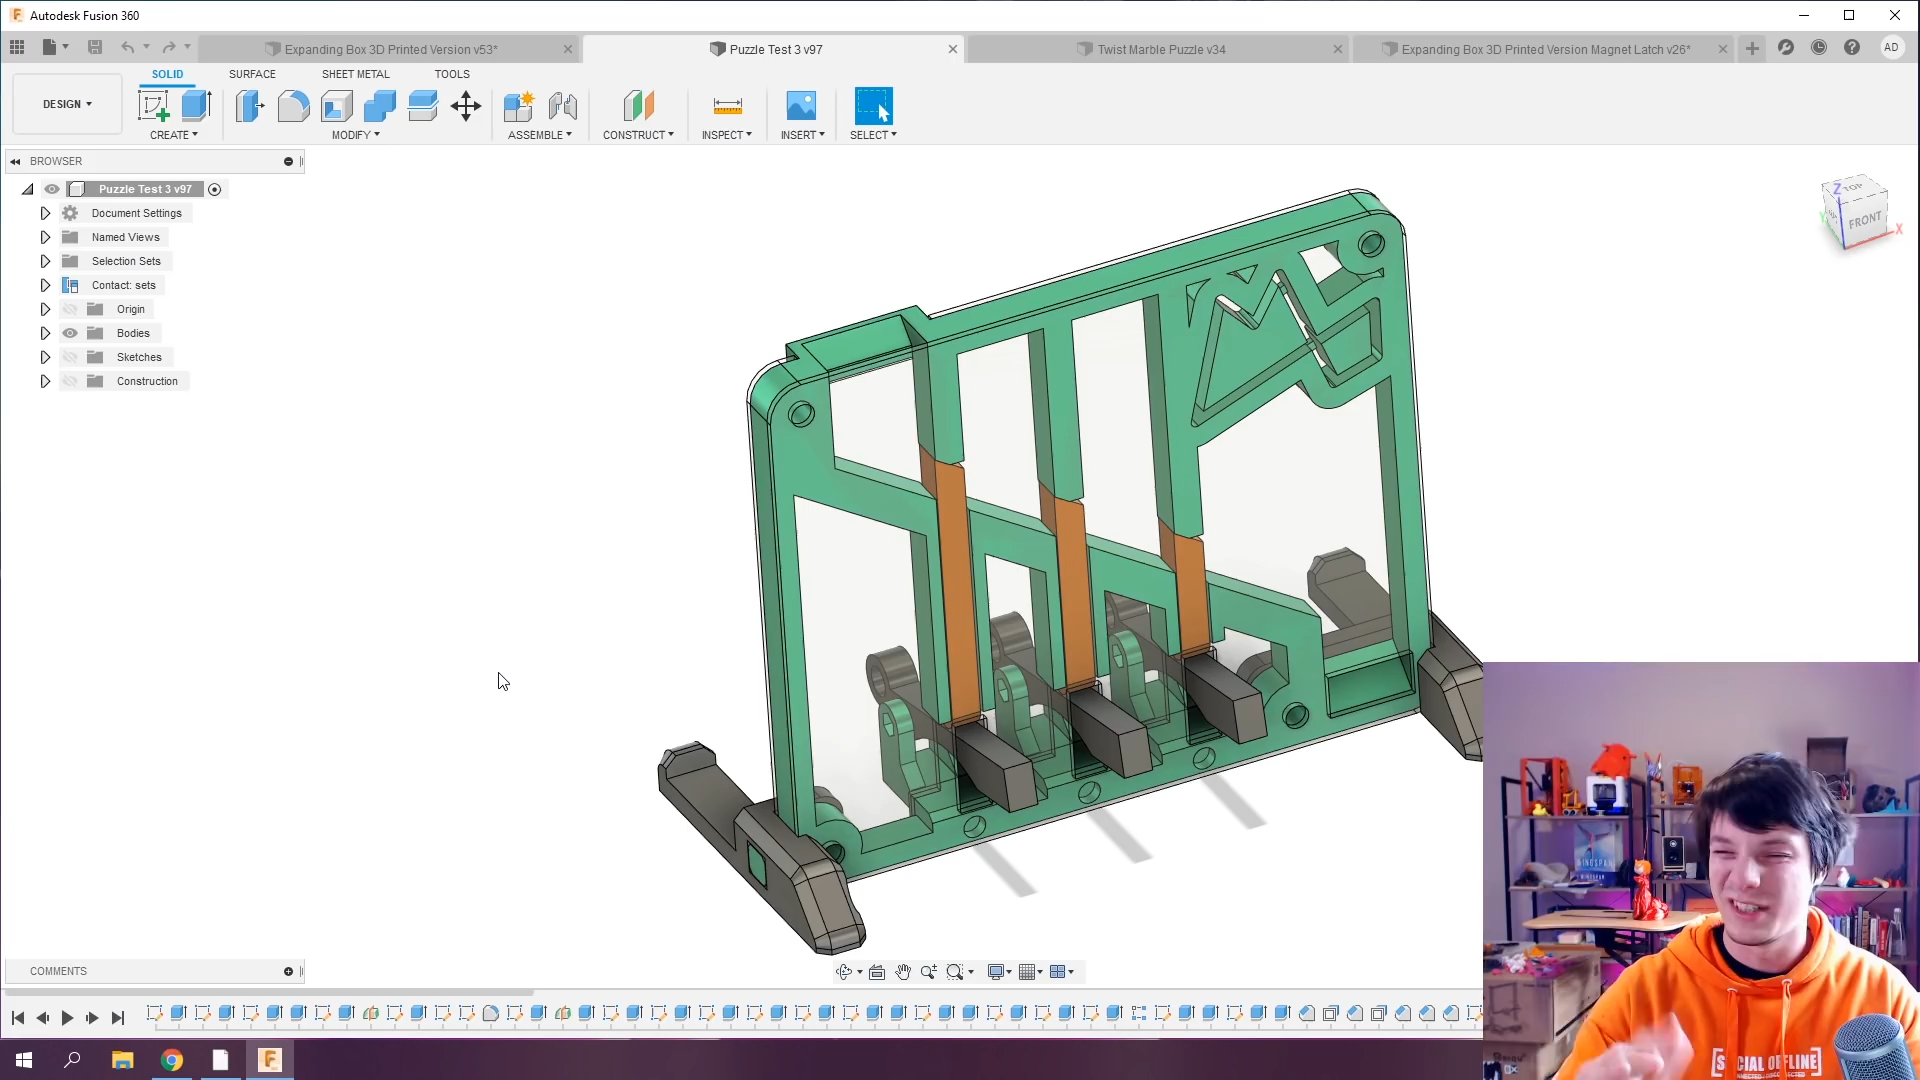 Autodesk Fusion 360
Expanding Box 3D Printed Version v53*
Puzzle Test 3 v97
Twist Marble Puzzle v34
Expanding Box 3D Printed Version Magnet Latch v26*
AD
SOLID
SURFACE
SHEET METAL
TOOLS
DESIGN
CREATE
MODIFY
ASSEMBLE
CONSTRUCT
INSPECT
INSERT
SELECT
BROWSER
Puzzle Test 3 v97
Document Settings
Named Views
Selection Sets
Contact: sets
Origin
Bodies
Sketches
Construction
TOP
FRONT
Z
X
Y
WINGSPAN
COMMENTS